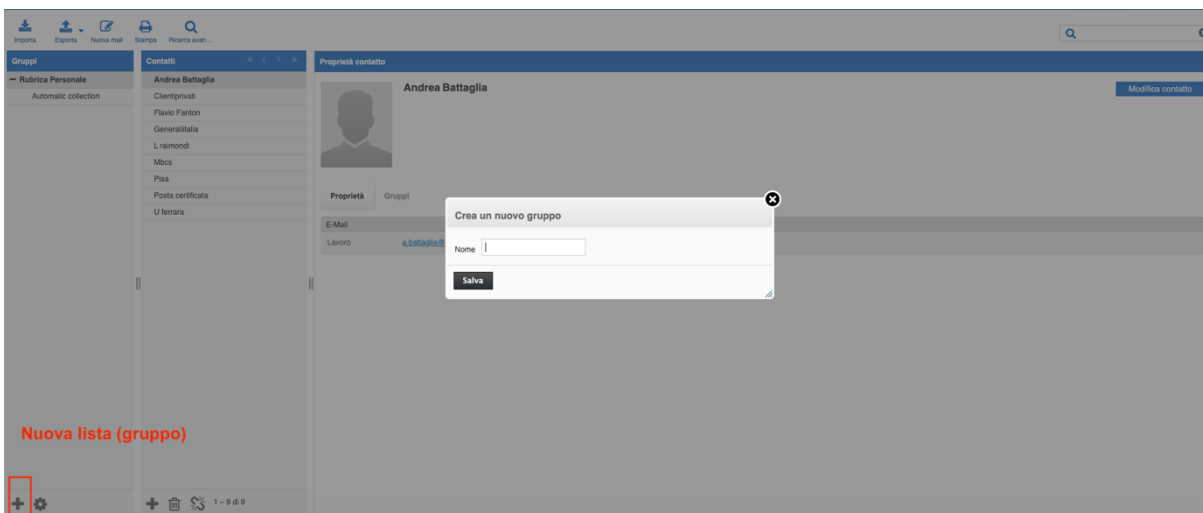 Importa Esporta Nuova mail Stampa Ricerca avan...
Gruppi
Rubrica Personale
Automatic collection
Contatti
Andrea Battaglia
Clientiprivati
Flavio Fanton
Generaliitalia
L raimondi
Mbcs
Pisa
Posta certificata
U ferrara
Proprietà contatto
Andrea Battaglia
Modifica contatto
Proprietà Gruppi
E-Mail
Lavoro a.battaglia@
Crea un nuovo gruppo
Nome
Salva
Nuova lista (gruppo)
1 – 9 di 9